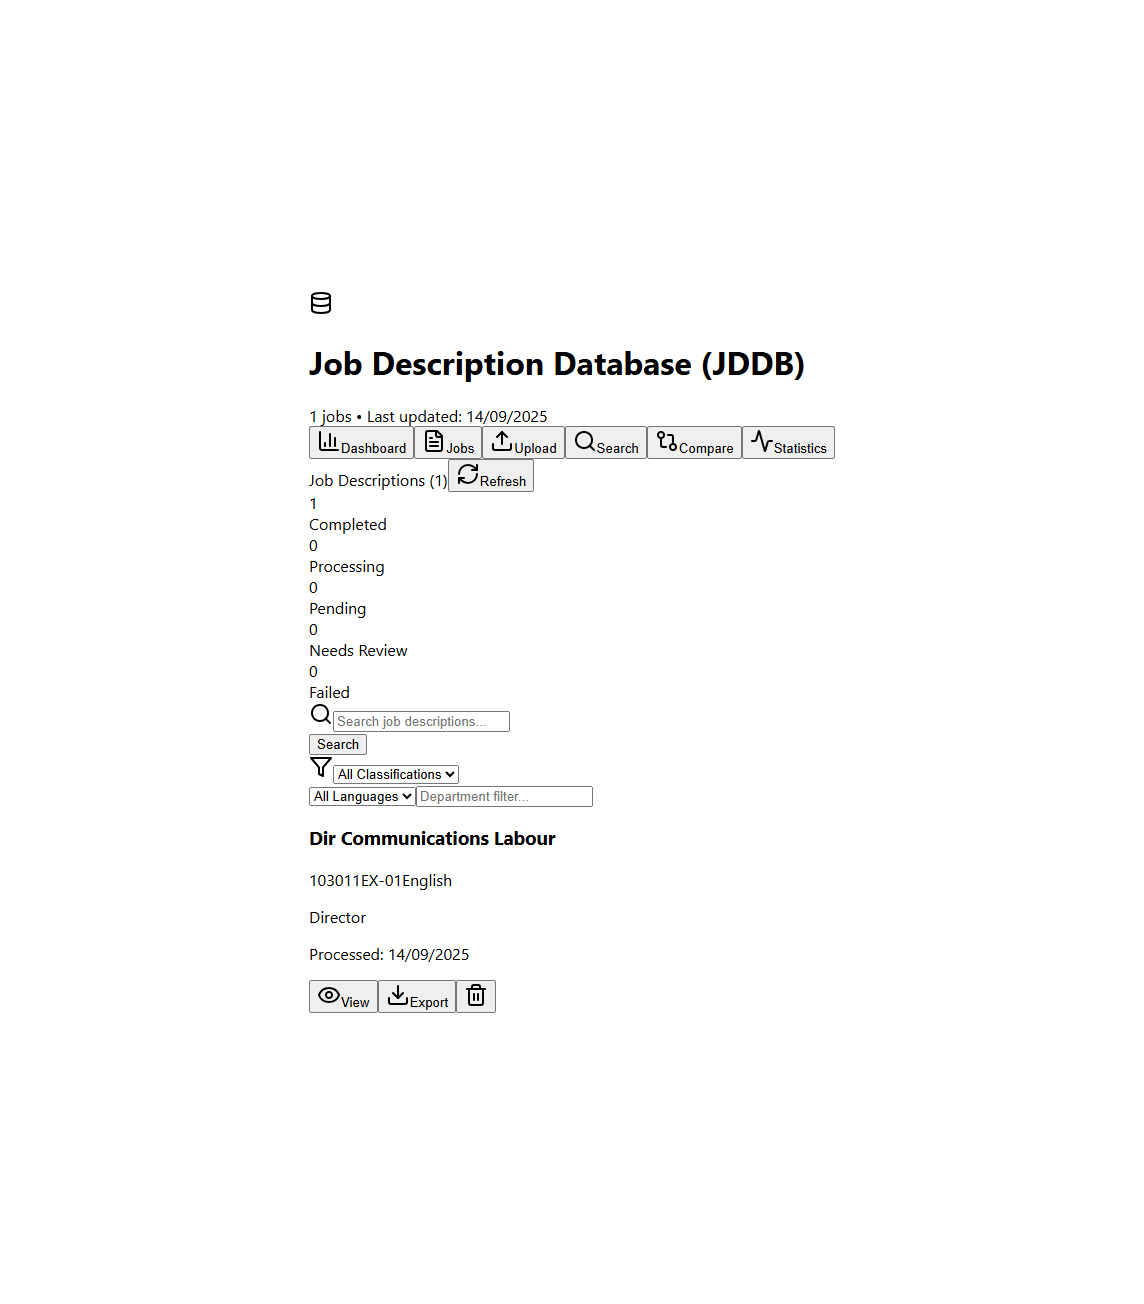 Job Description Database (JDDB)
1 jobs • Last updated: 14/09/2025
Dashboard Jobs Upload Search Compare Statistics
Job Descriptions (1) Refresh
1
Completed
0
Processing
0
Pending
0
Needs Review
0
Failed
Search job descriptions...
Search
All Classifications
All Languages Department filter...
Dir Communications Labour
103011EX-01English
Director
Processed: 14/09/2025
View Export